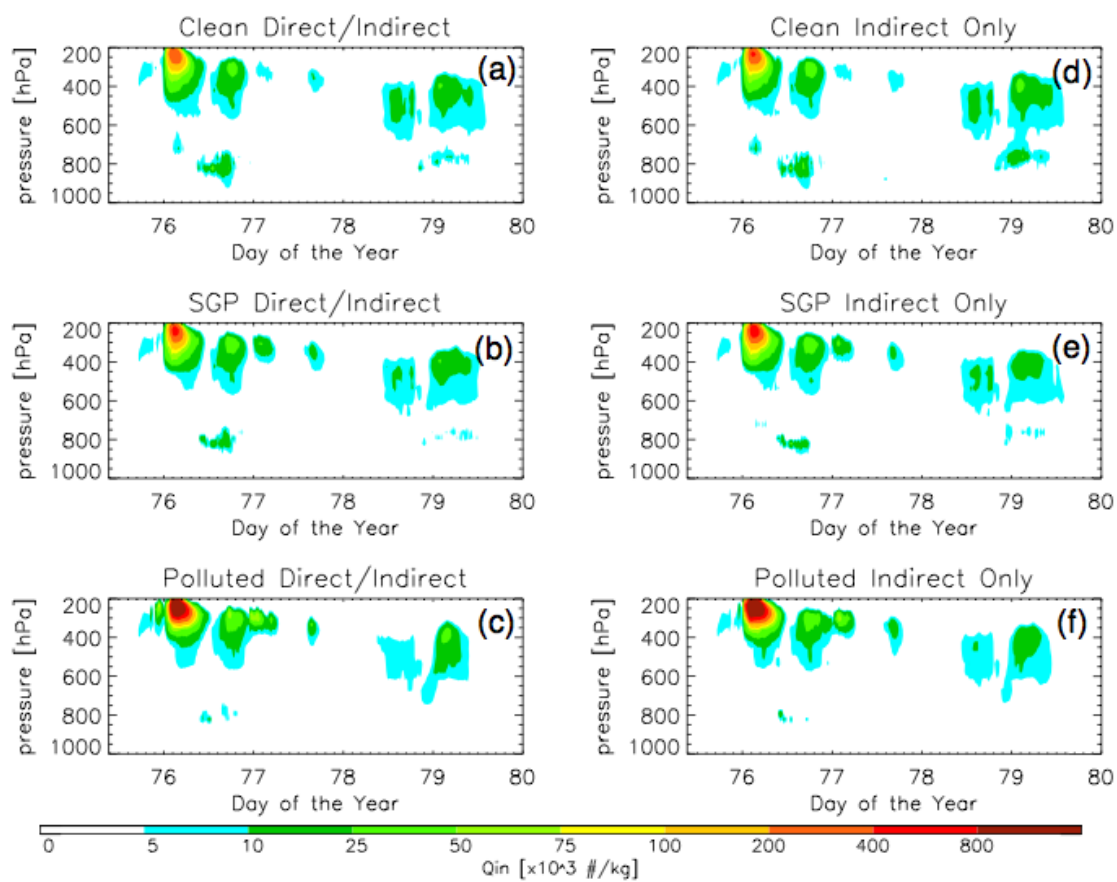 Clean Direct/Indirect
Clean Indirect Only
pressure [hPa]
200
400
600
800
1000
(a)
76 77 78 79 80
Day of the Year
pressure [hPa]
200
400
600
800
1000
(d)
76 77 78 79 80
Day of the Year
SGP Direct/Indirect
SGP Indirect Only
pressure [hPa]
200
400
600
800
1000
(b)
76 77 78 79 80
Day of the Year
pressure [hPa]
200
400
600
800
1000
(e)
76 77 78 79 80
Day of the Year
Polluted Direct/Indirect
Polluted Indirect Only
pressure [hPa]
200
400
600
800
1000
(c)
76 77 78 79 80
Day of the Year
pressure [hPa]
200
400
600
800
1000
(f)
76 77 78 79 80
Day of the Year
0 5 10 25 50 75 100 200 400 800
Qin [x10^3 #/kg]